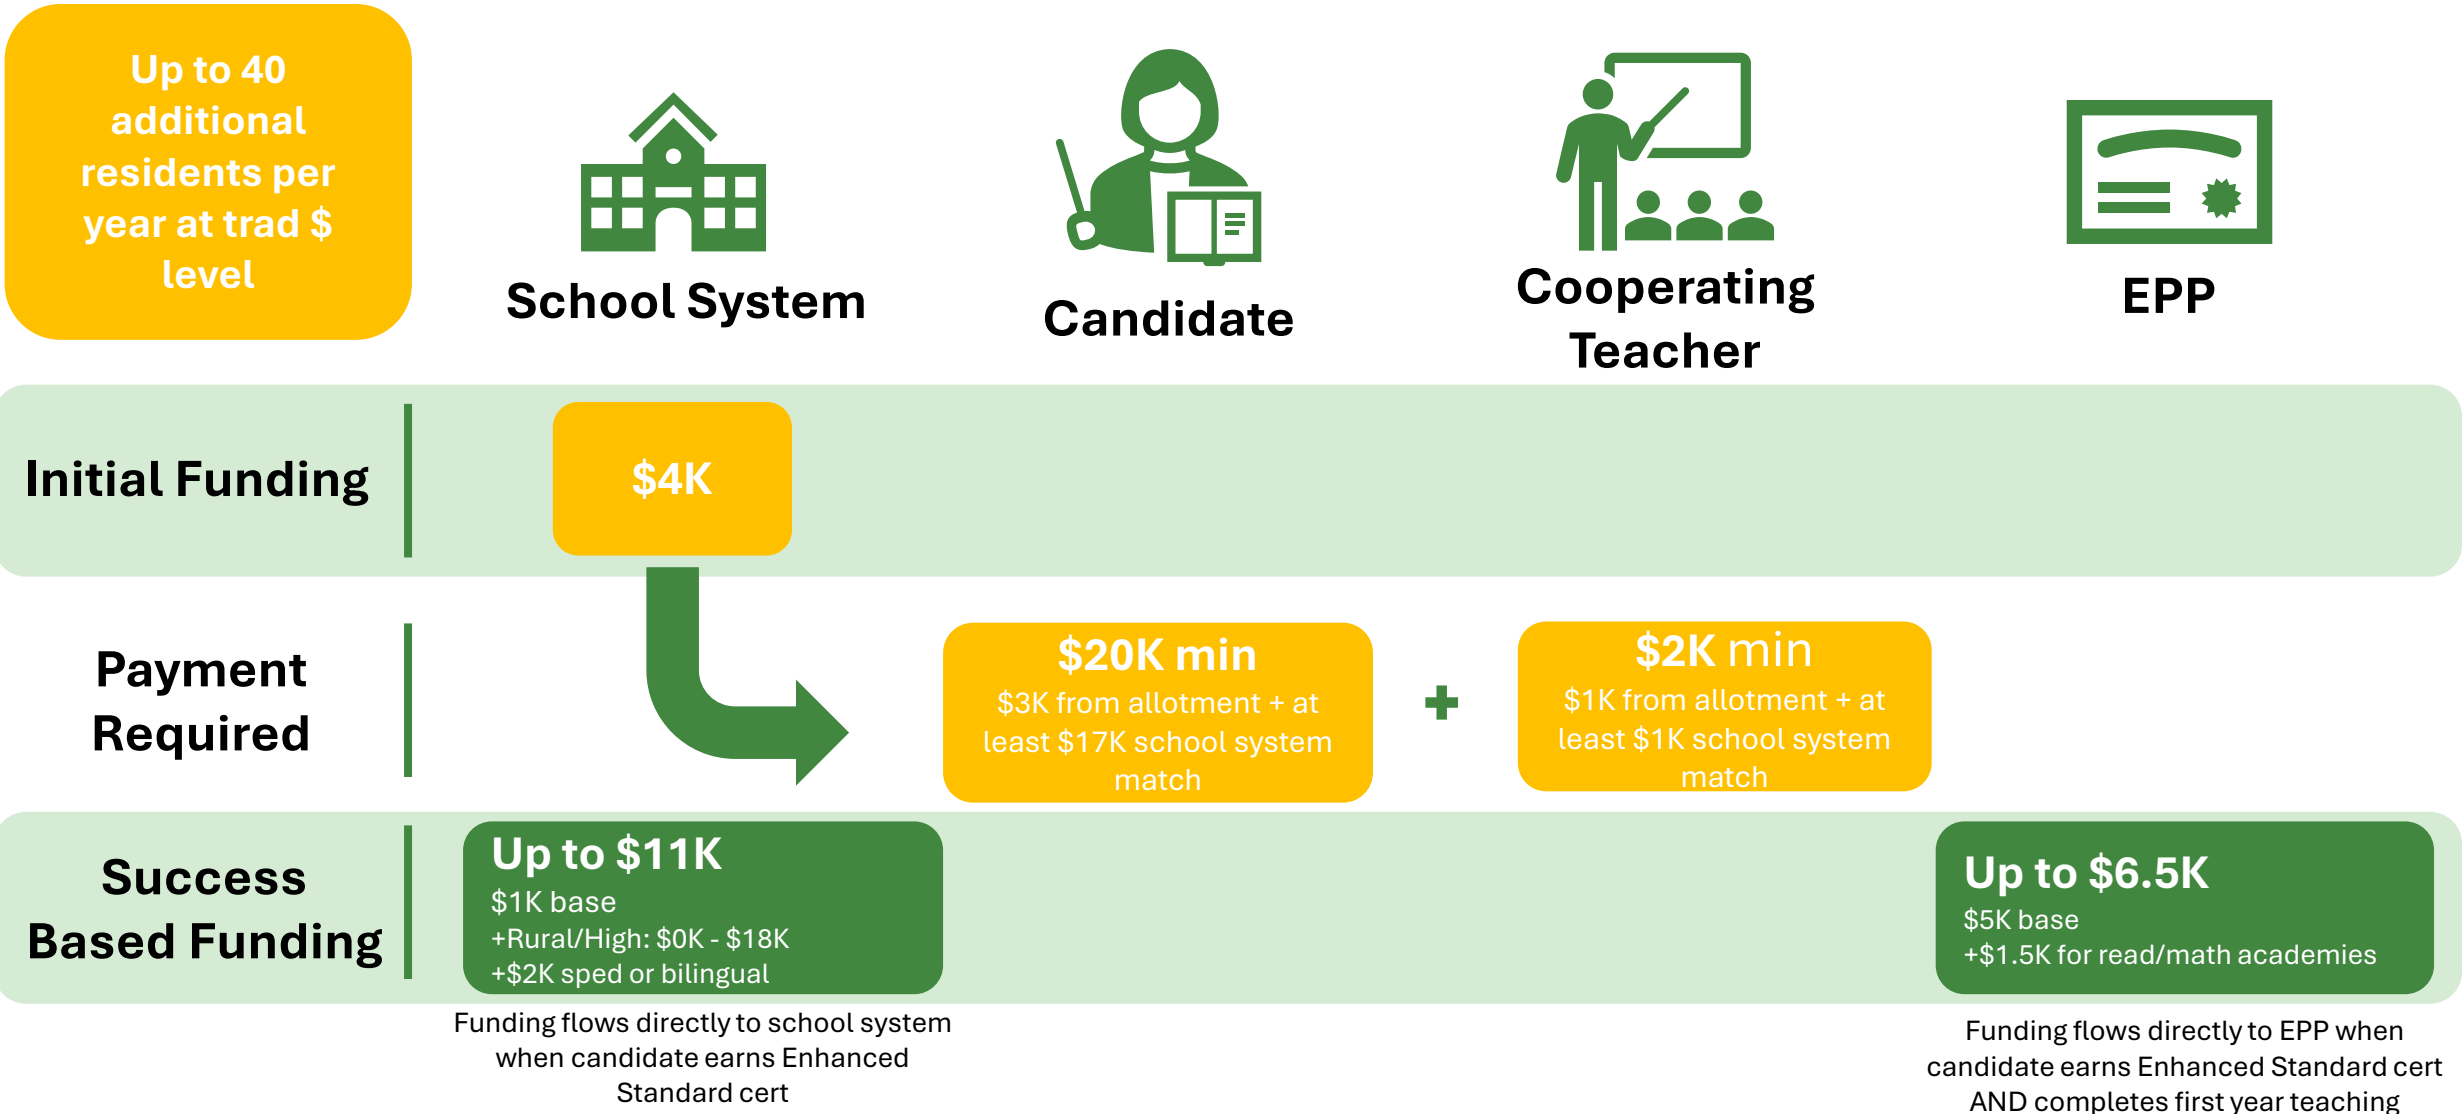 Up to 40
additional
residents per
year at trad $
level
School System
Candidate
Cooperating
Teacher
EPP
Initial Funding
$4K
Payment
Required
$20K min
$3K from allotment + at
least $17K school system
match
$2K min
$1K from allotment + at
least $1K school system
match
Success
Based Funding
Up to $11K
$1K base
+Rural/High: $0K - $18K
+$2K sped or bilingual
Up to $6.5K
$5K base
+$1.5K for read/math academies
Funding flows directly to school system
when candidate earns Enhanced
Standard cert
Funding flows directly to EPP when
candidate earns Enhanced Standard cert
AND completes first year teaching